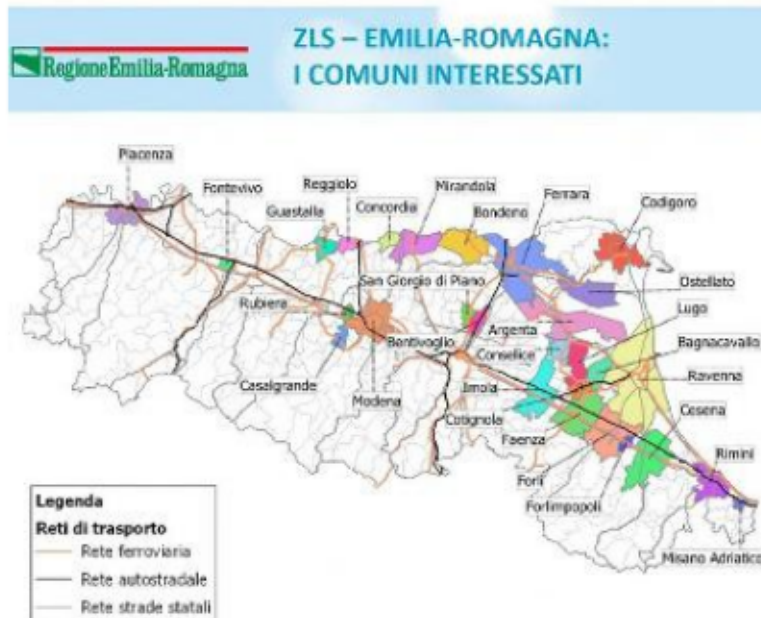 RegioneEmilia-Romagna
ZLS – EMILIA-ROMAGNA:
I COMUNI INTERESSATI
Piacenza
Fontevivo
Reggiolo
Mirandola
Ferrara
Guastalla
Concordia
Bondeno
Codigoro
San Giorgio di Piano
Ostellato
Rubiera
Lugo
Argenta
Bentivoglio
Bagnacavallo
Conselice
Casalgrande
Imola
Ravenna
Modena
Cotignola
Cesena
Faenza
Rimini
Forlì
Forlimpopoli
Misano Adriatico
Legenda
Reti di trasporto
Rete ferroviaria
Rete autostradale
Rete strade statali